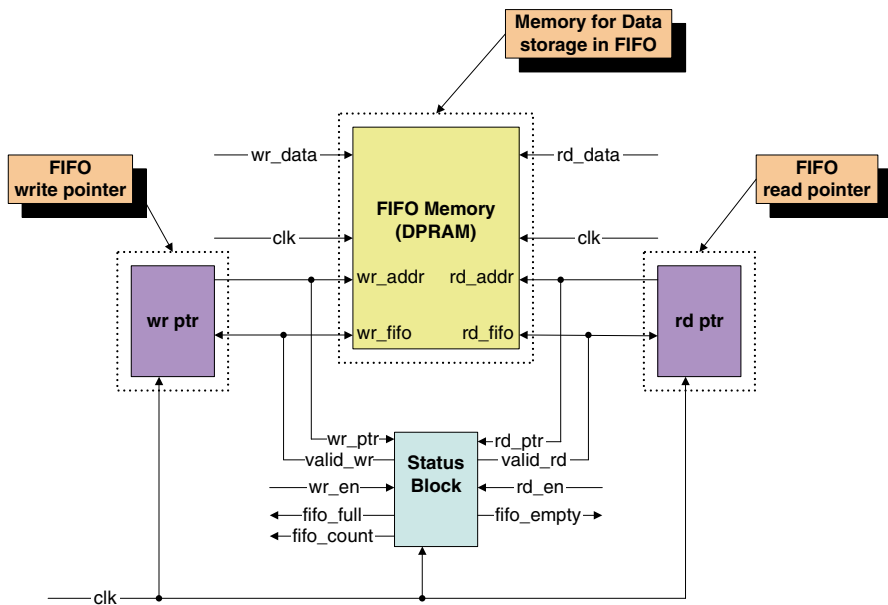 Memory for Data
storage in FIFO
FIFO
write pointer
FIFO
read pointer
wr_data
rd_data
FIFO Memory
(DPRAM)
clk
clk
wr_addr
rd_addr
wr ptr
wr_fifo
rd_fifo
rd ptr
wr_ptr
rd_ptr
valid_wr
valid_rd
Status
Block
wr_en
rd_en
fifo_full
fifo_empty
fifo_count
clk